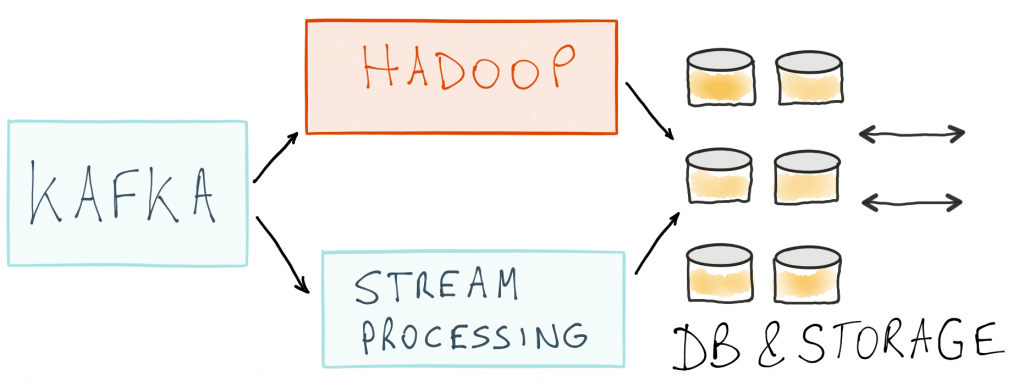 HADOOP
KAFKA
STREAM
PROCESSING
DB & STORAGE